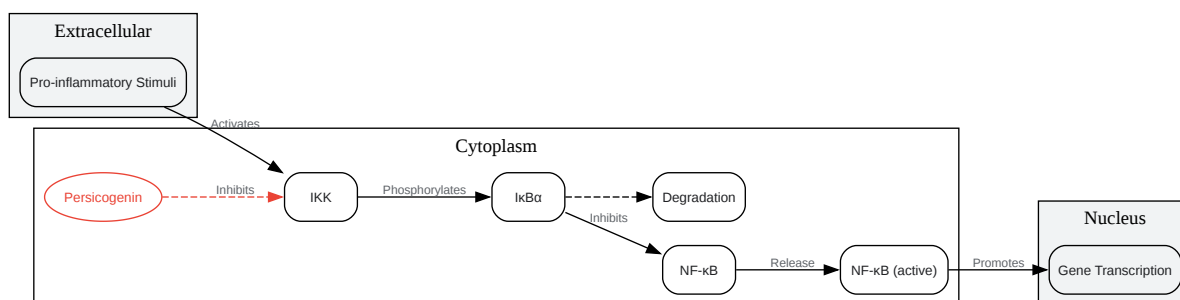 Extracellular
Pro-inflammatory Stimuli
Activates
Cytoplasm
Persicogenin
Inhibits
IKK
Phosphorylates
IκBα
Degradation
Inhibits
NF-κB
Release
NF-κB (active)
Promotes
Nucleus
Gene Transcription